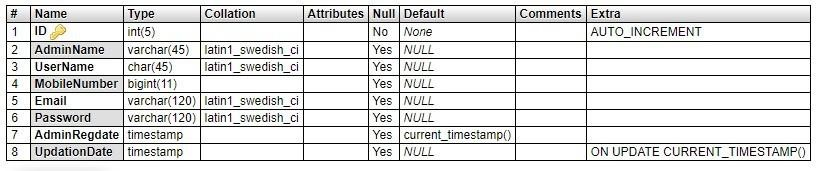 # Name Type Collation Attributes Null Default Comments Extra
1 ID int(5) No None AUTO_INCREMENT
2 AdminName varchar(45) latin1_swedish_ci Yes NULL
3 UserName char(45) latin1_swedish_ci Yes NULL
4 MobileNumber bigint(11) Yes NULL
5 Email varchar(120) latin1_swedish_ci Yes NULL
6 Password varchar(120) latin1_swedish_ci Yes NULL
7 AdminRegdate timestamp Yes current_timestamp()
8 UpdationDate timestamp Yes NULL ON UPDATE CURRENT_TIMESTAMP()